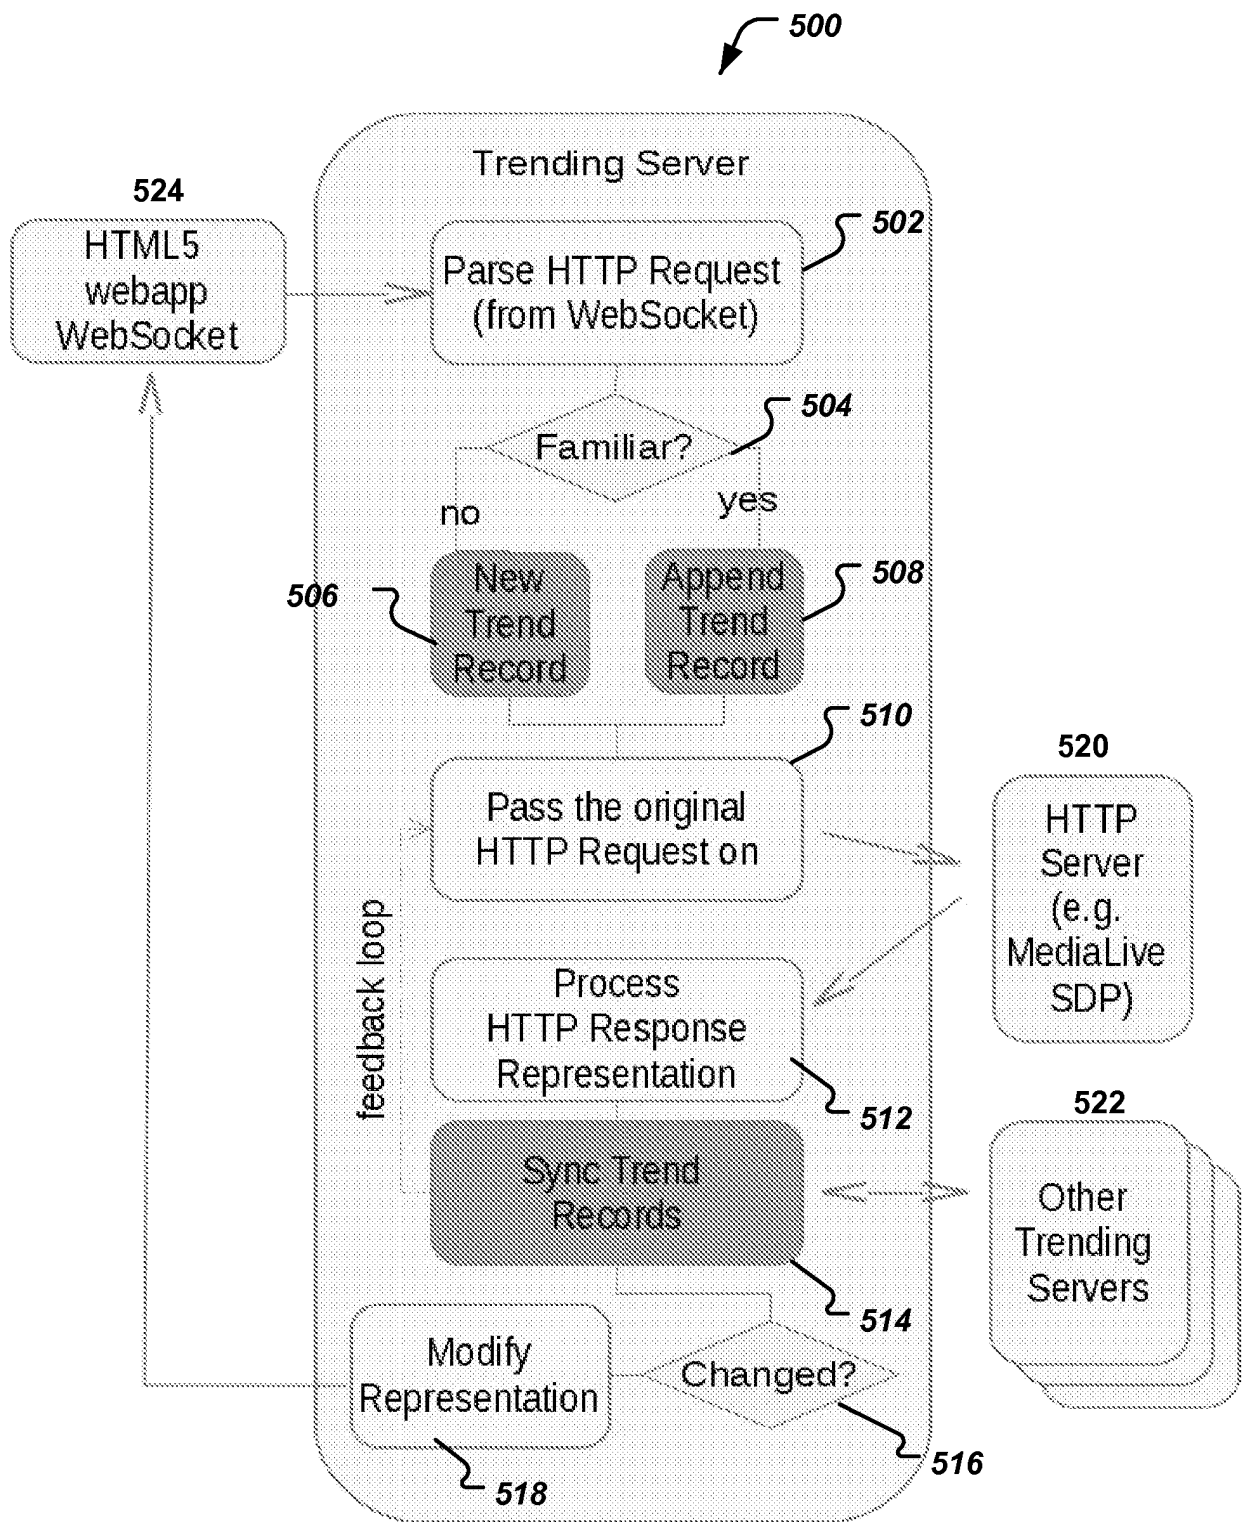 500
Trending Server
524
HTML5
webapp
WebSocket
502
Parse HTTP Request
(from WebSocket)
504
Familiar?
no
yes
506
New
Trend
Record
508
Append
Trend
Record
510
Pass the original
HTTP Request on
520
HTTP
Server
(e.g.
MediaLive
SDP)
feedback loop
Process
HTTP Response
Representation
512
522
Sync Trend
Records
514
Other
Trending
Servers
Modify
Representation
518
Changed?
516